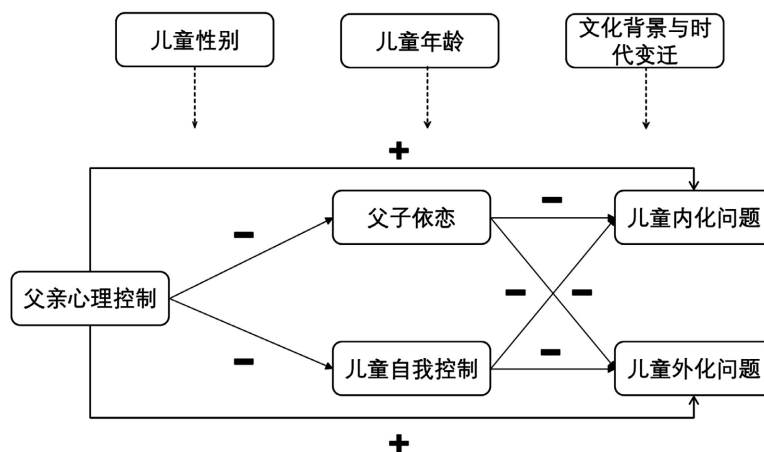 儿童性别
儿童年龄
文化背景与时
代变迁
+
−
父子依恋
−
儿童内化问题
父亲心理控制
−
−
−
儿童自我控制
−
儿童外化问题
+